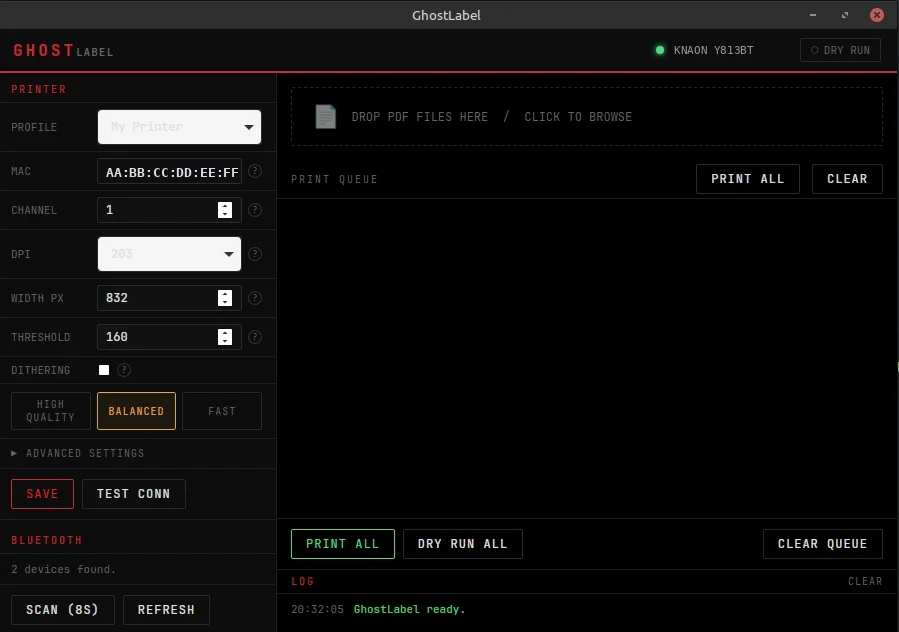 GhostLabel
GHOSTLABEL
KNAON Y813BT
DRY RUN
PRINTER
PROFILE
My Printer
MAC
AA:BB:CC:DD:EE:FF
?
CHANNEL
1
?
DPI
203
?
WIDTH PX
832
?
THRESHOLD
160
?
DITHERING
?
HIGH
QUALITY
BALANCED
FAST
ADVANCED SETTINGS
SAVE
TEST CONN
BLUETOOTH
2 devices found.
SCAN (8S)
REFRESH
DROP PDF FILES HERE / CLICK TO BROWSE
PRINT QUEUE
PRINT ALL
CLEAR
PRINT ALL
DRY RUN ALL
CLEAR QUEUE
LOG
CLEAR
20:32:05 GhostLabel ready.